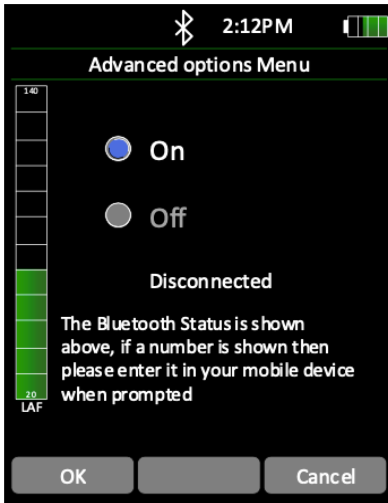 2:12PM
Advanced options Menu
140
On
Off
Disconnected
The Bluetooth Status is shown
above, if a number is shown then
please enter it in your mobile device
when prompted
20
LAF
OK
Cancel